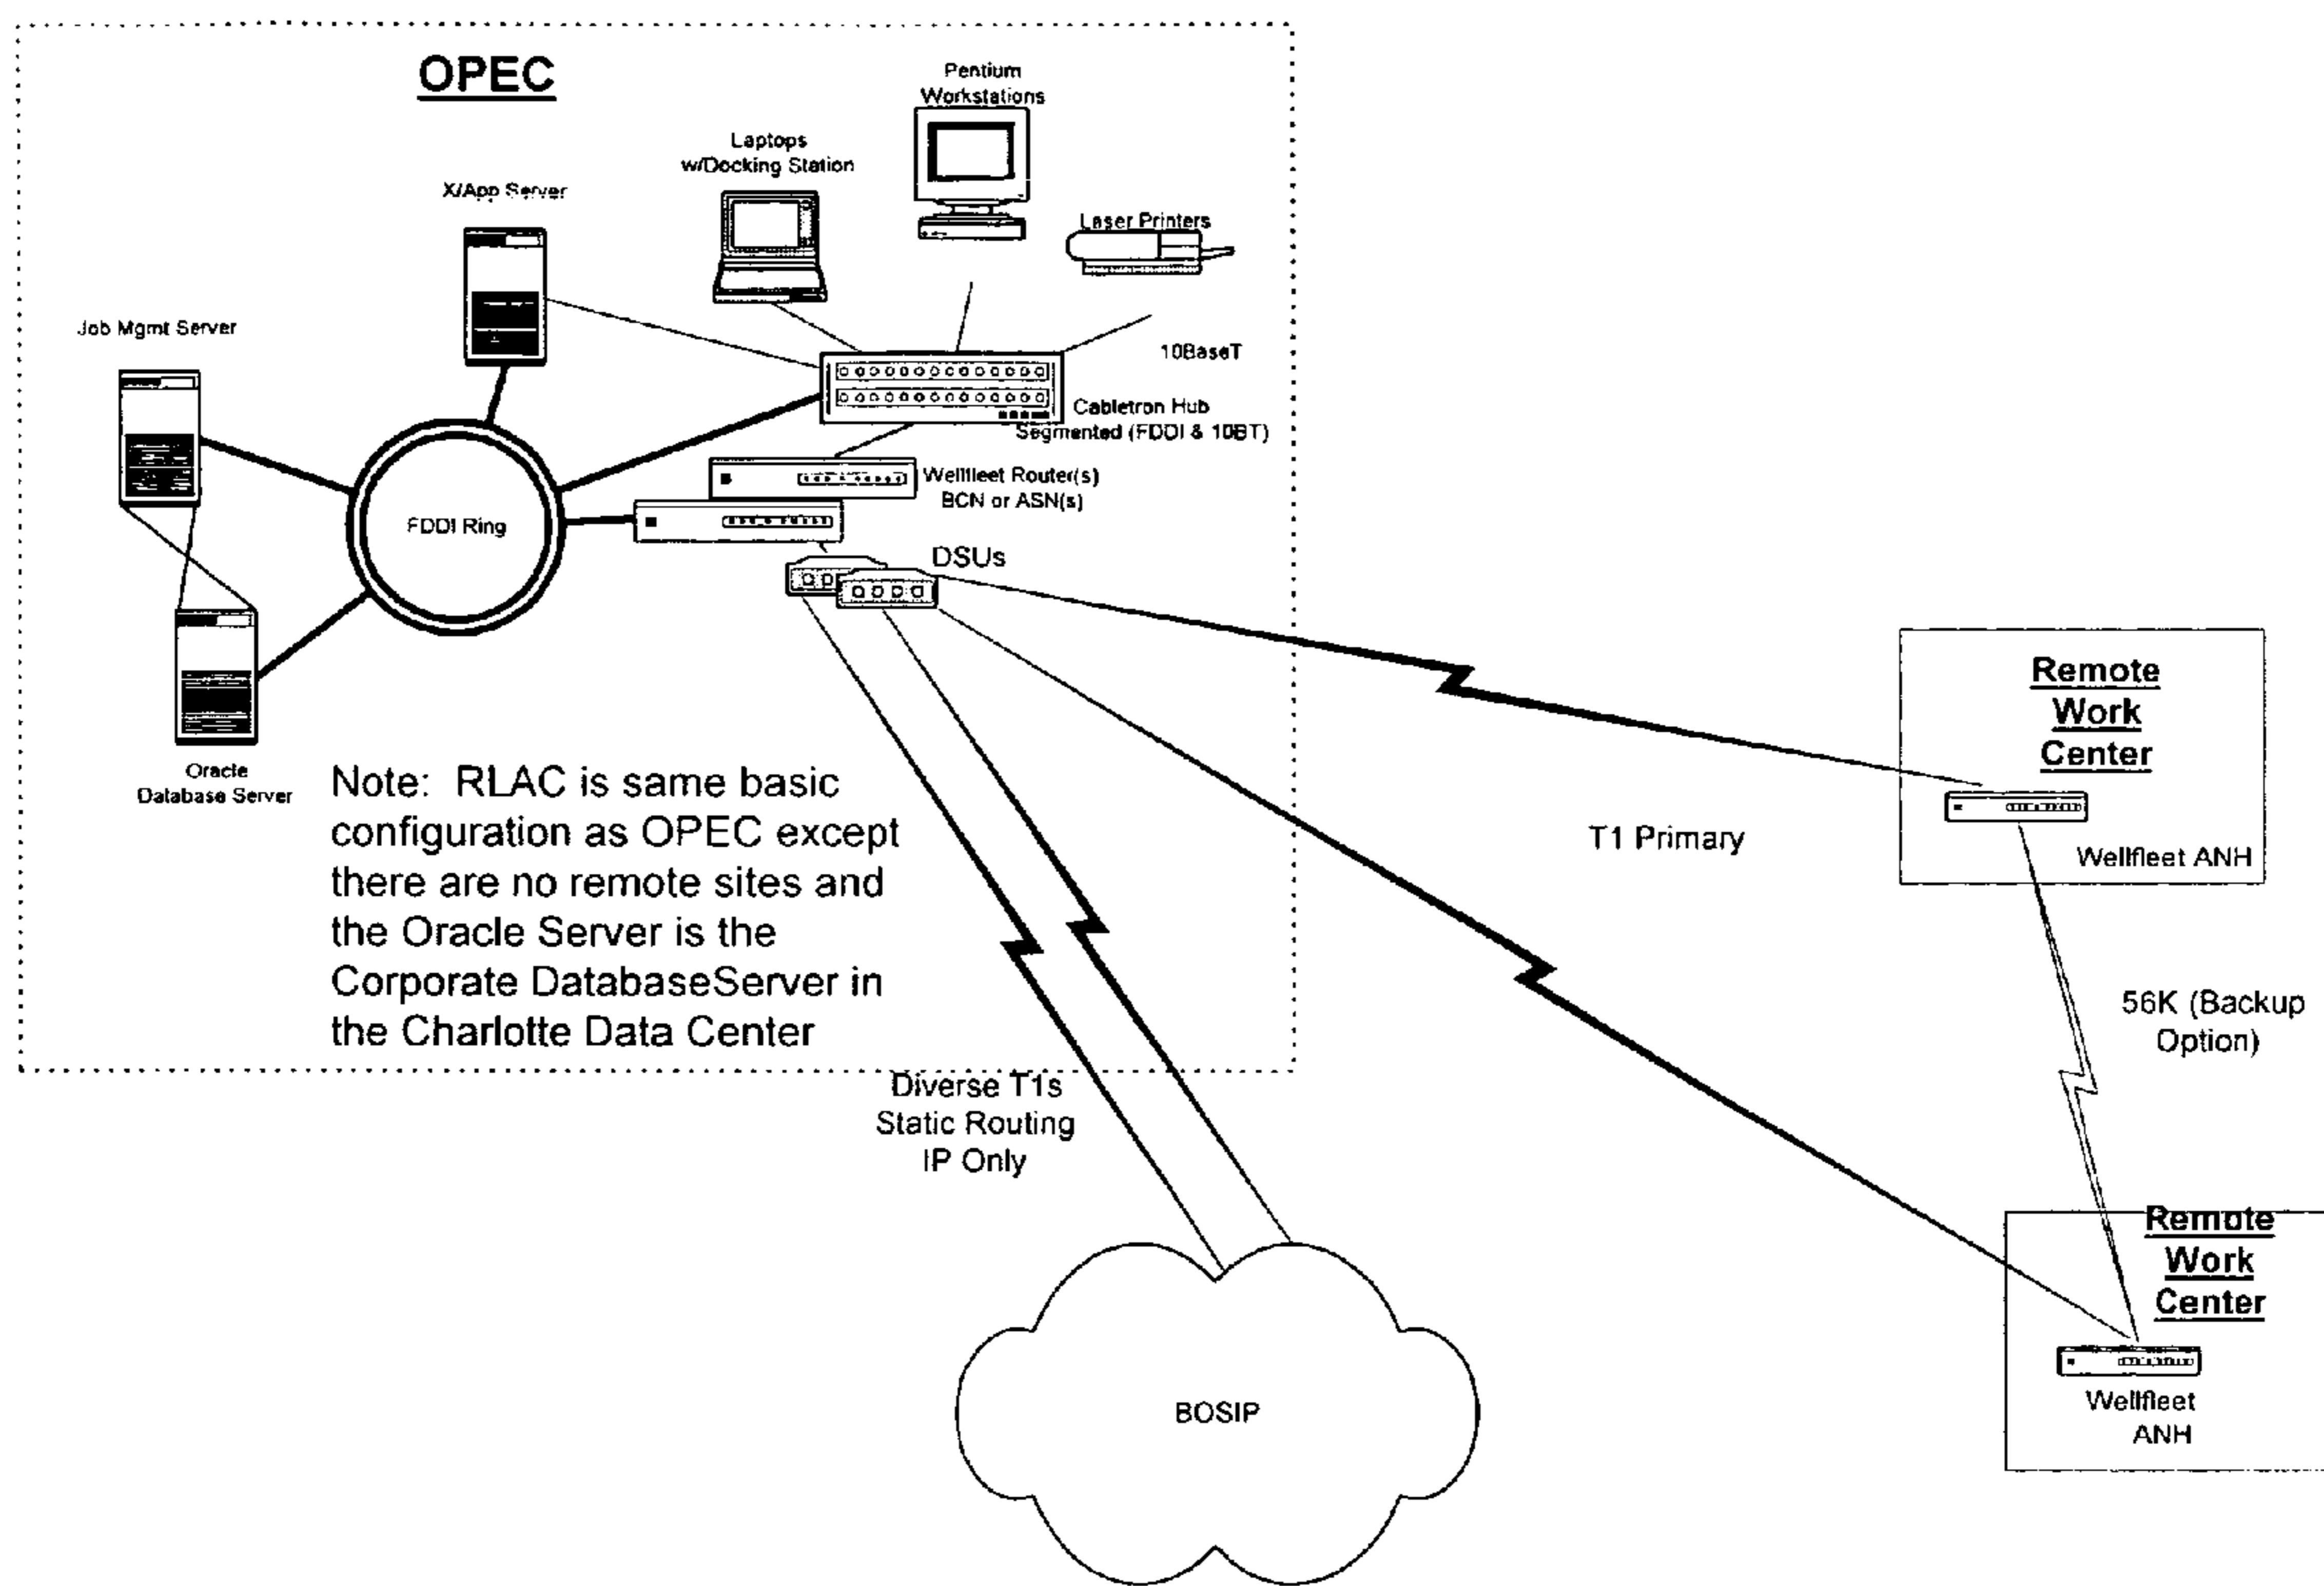 OPEC
Pentium
Workstations
Laptops
w/Docking Station
X/App Server
Laser Printers
Job Mgmt Server
10BaseT
Cabletron Hub
Segmented (FDDI & 10BT)
Wellfleet Router(s)
BCN or ASN(s)
FDDI Ring
DSUs
Oracle
Database Server
Note: RLAC is same basic
configuration as OPEC except
there are no remote sites and
the Oracle Server is the
Corporate DatabaseServer in
the Charlotte Data Center
Remote
Work
Center
Wellfleet ANH
T1 Primary
56K (Backup
Option)
Diverse T1s
Static Routing
IP Only
Remote
Work
Center
Wellfleet
ANH
BOSIP